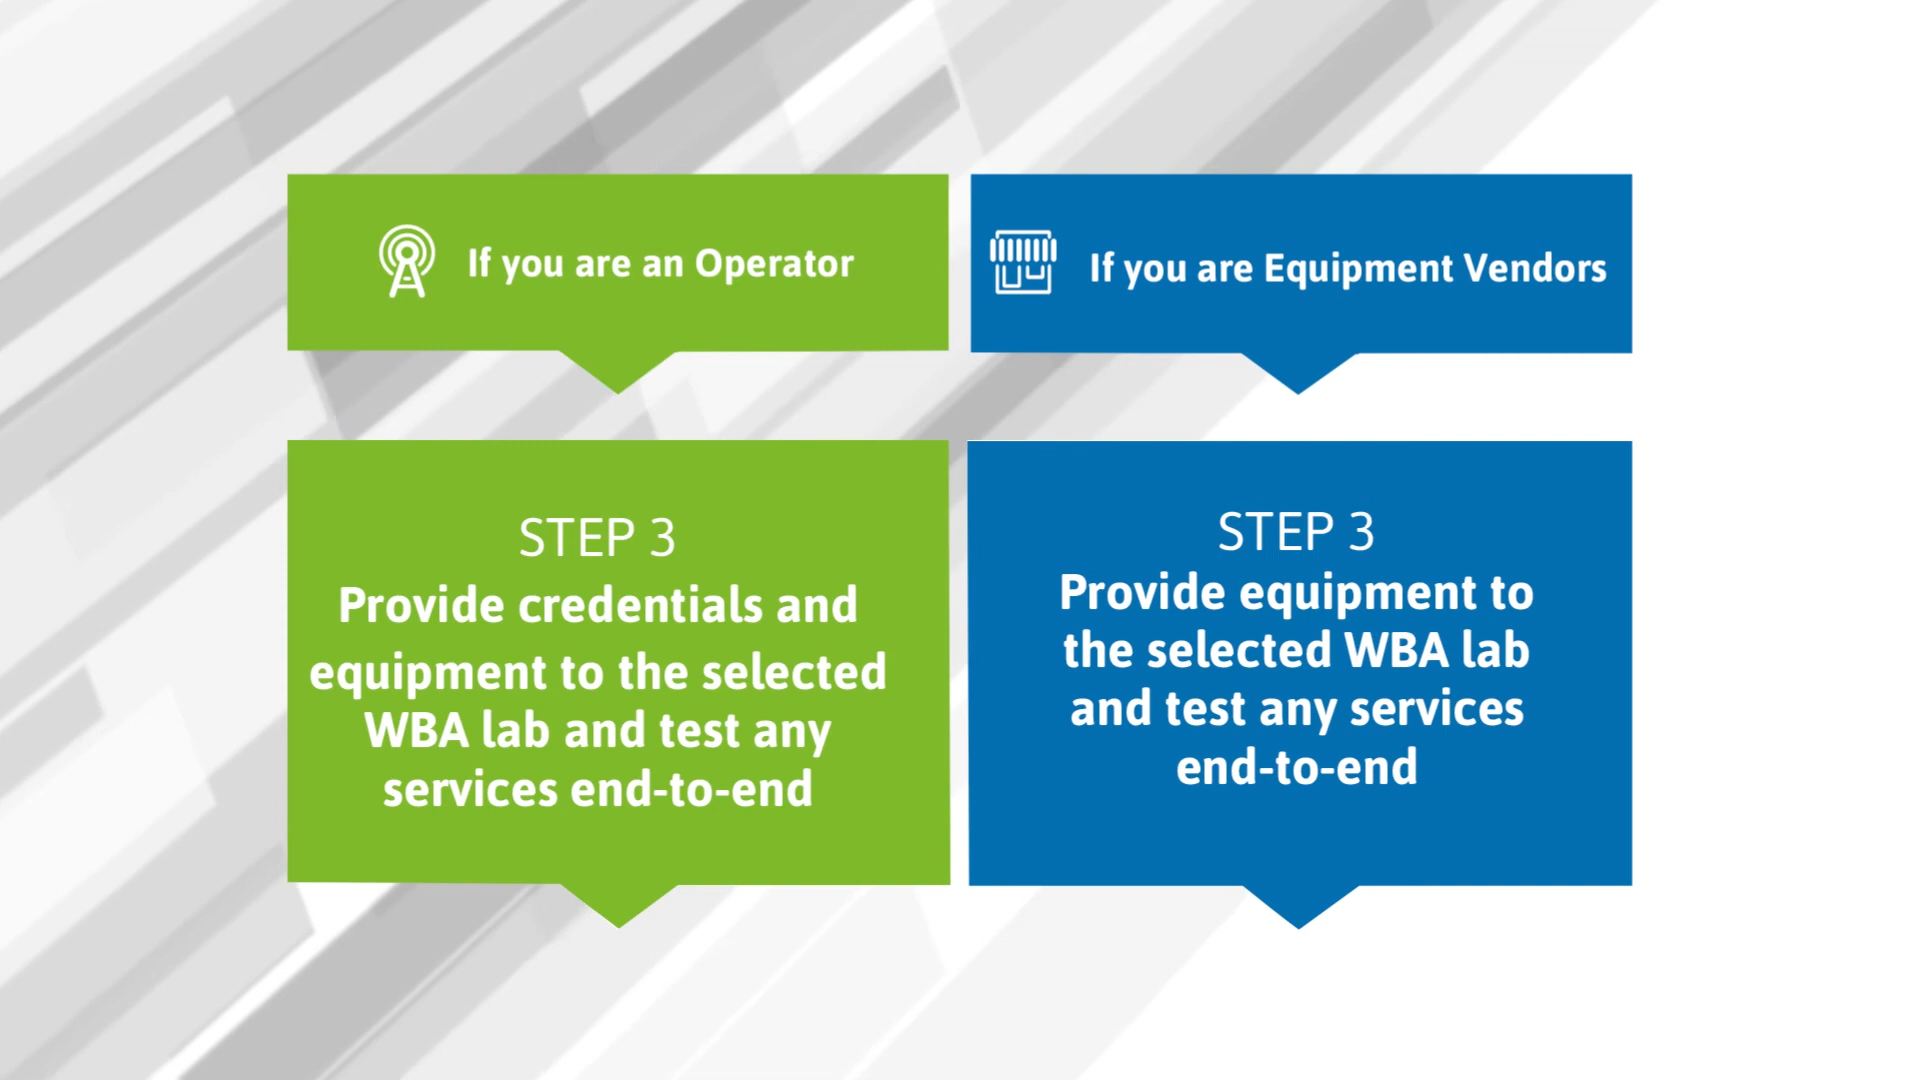 If you are an Operator
If you are Equipment Vendors
STEP 3
Provide credentials and
equipment to the selected
WBA lab and test any
services end-to-end
STEP 3
Provide equipment to
the selected WBA lab
and test any services
end-to-end